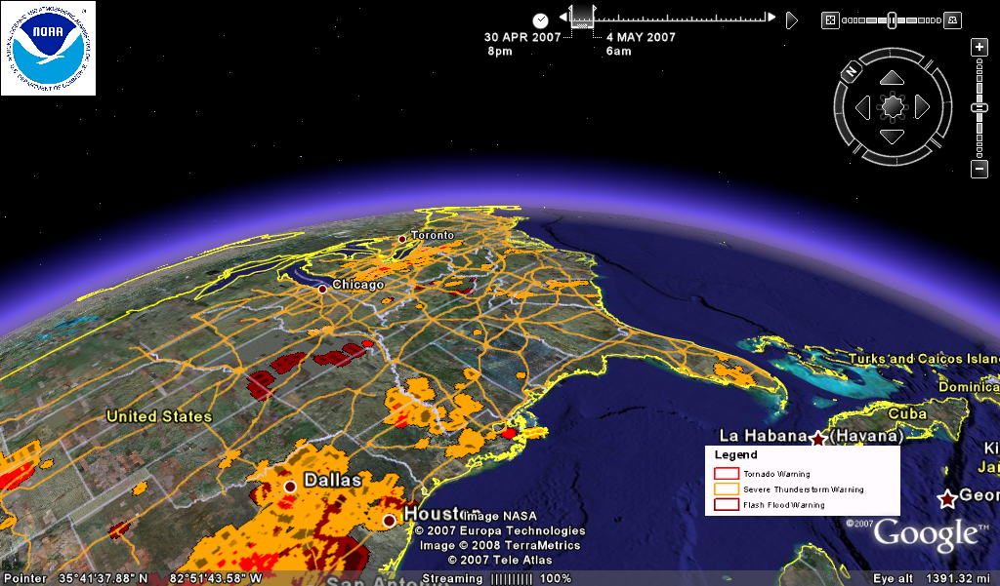 NATIONAL OCEANIC AND ATMOSPHERIC ADMINISTRATION
U.S. DEPARTMENT OF COMMERCE
NOAA
30 APR 2007
8pm
4 MAY 2007
6am
N
Toronto
Chicago
Turks and Caicos Islan
Dominica
United States
Cuba
La Habana (Havana)
Ki
Jar
Legend
Tornado Warning
Severe Thunderstorm Warning
Flash Flood Warning
Dallas
Houston
Geor
Image NASA
© 2007 Europa Technologies
Image © 2008 TerraMetrics
© 2007 Tele Atlas
©2007 Google™
San Antonio
Pointer 35°41'37.88" N 82°51'43.58" W
Streaming 100%
Eye alt 1391.32 mi